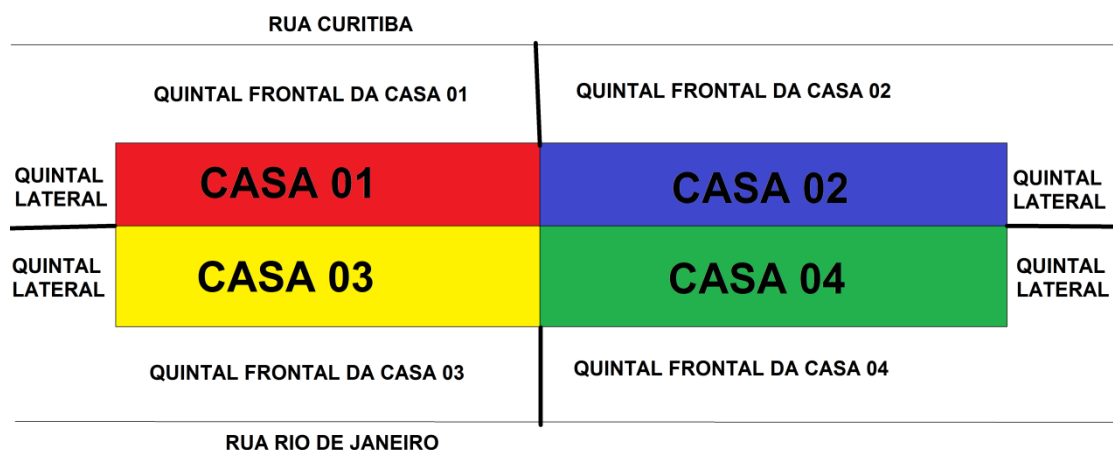 RUA CURITIBA
QUINTAL FRONTAL DA CASA 01
QUINTAL FRONTAL DA CASA 02
QUINTAL
LATERAL
CASA 01
CASA 02
QUINTAL
LATERAL
QUINTAL
LATERAL
CASA 03
CASA 04
QUINTAL
LATERAL
QUINTAL FRONTAL DA CASA 03
QUINTAL FRONTAL DA CASA 04
RUA RIO DE JANEIRO